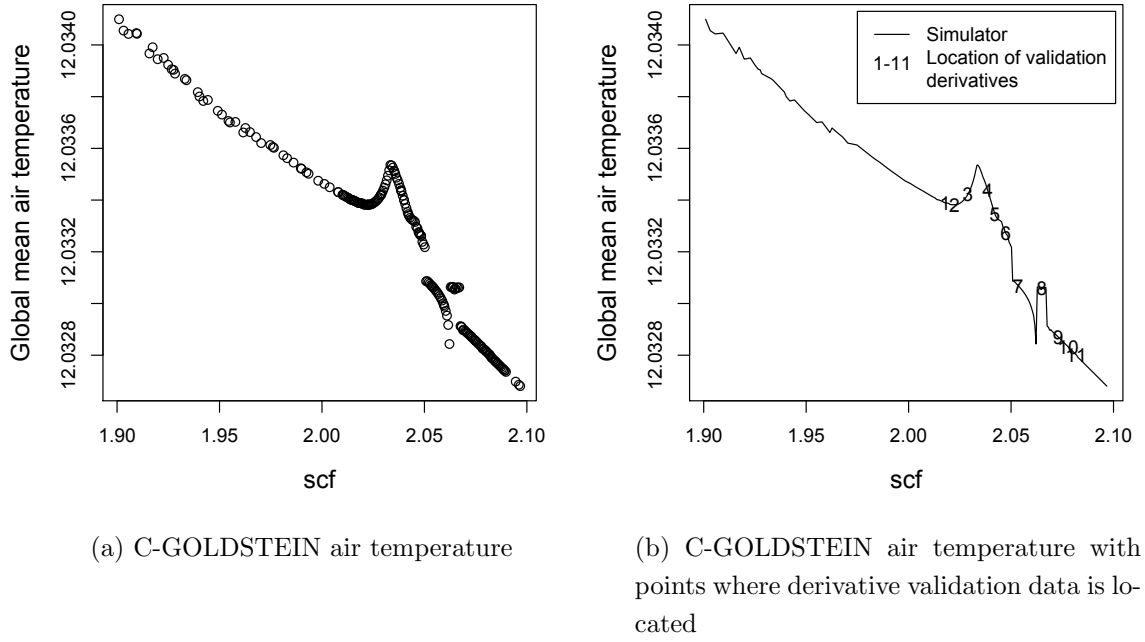 12.0340
12.0336
12.0332
12.0328
Global mean air temperature
1.90 1.95 2.00 2.05 2.10
scf
(a) C-GOLDSTEIN air temperature
12.0340
12.0336
12.0332
12.0328
Global mean air temperature
Simulator
1-11 Location of validation
derivatives
1 2 3 4
5
6
7
8
9
10
11
1.90 1.95 2.00 2.05 2.10
scf
(b) C-GOLDSTEIN air temperature with
points where derivative validation data is lo-
cated